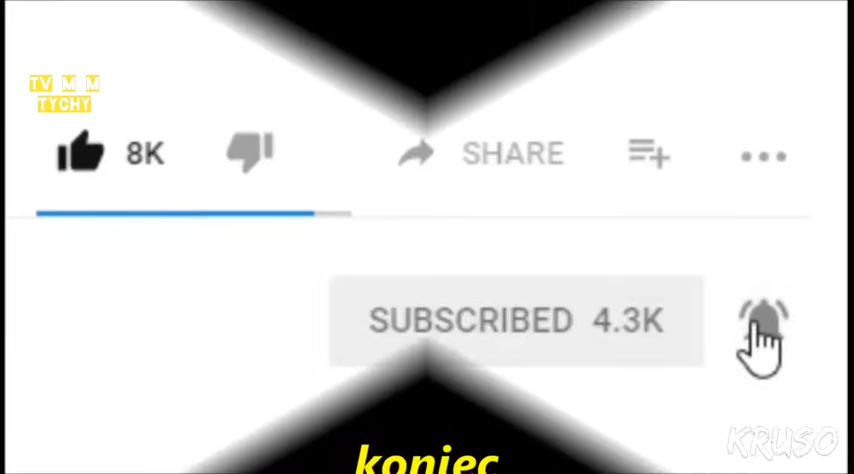 TV M M
TYCHY
8K SHARE
SUBSCRIBED 4.3K
KRUSO
koniec